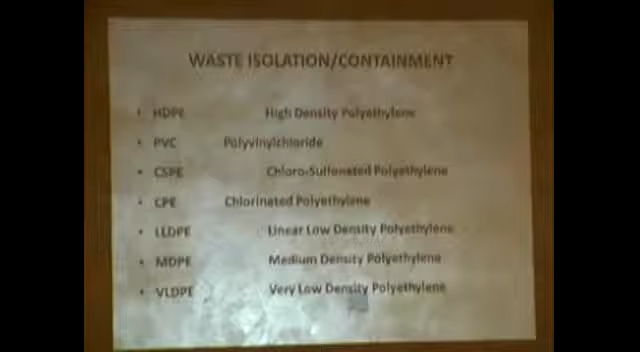 WASTE ISOLATION/CONTAINMENT
• HDPE High Density Polyethylene
• PVC Polyvinylchloride
• CSPE Chloro-Sulfonated Polyethylene
• CPE Chlorinated Polyethylene
• LLDPE Linear Low Density Polyethylene
• MDPE Medium Density Polyethylene
• VLDPE Very Low Density Polyethylene